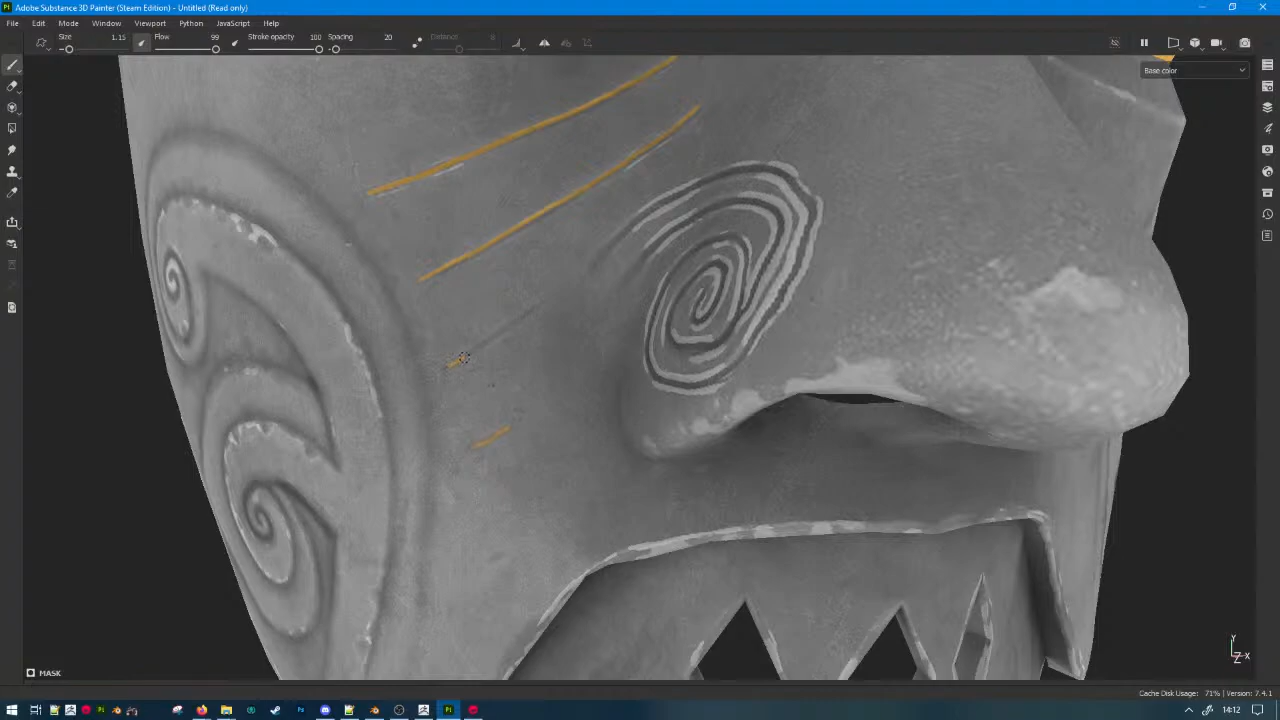 Adobe Substance 3D Painter (Steam Edition) - Untitled (Read only)
File Edit Mode Window Viewport Python JavaScript Help
Size 1.15 Flow 99 Stroke opacity 100 Spacing 20 Distance 8
Base color
MASK
Y
Z X
Cache Disk Usage: 71% | Version: 7.4.1
14:12